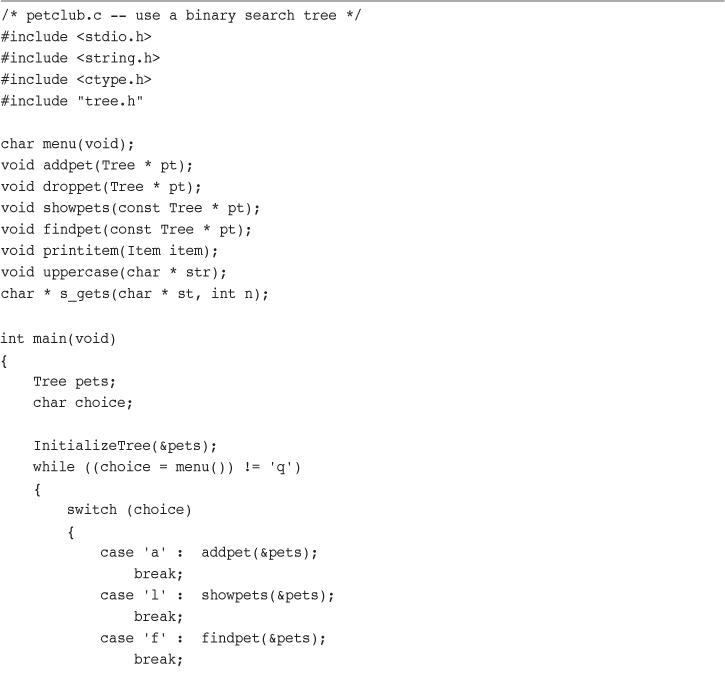 /* petclub.c -- use a binary search tree */
#include <stdio.h>
#include <string.h>
#include <ctype.h>
#include "tree.h"

char menu(void);
void addpet(Tree * pt);
void droppet(Tree * pt);
void showpets(const Tree * pt);
void findpet(const Tree * pt);
void printitem(Item item);
void uppercase(char * str);
char * s_gets(char * st, int n);

int main(void)
{
    Tree pets;
    char choice;

    InitializeTree(&pets);
    while ((choice = menu()) != 'q')
    {
        switch (choice)
        {
            case 'a' :  addpet(&pets);
                break;
            case 'l' :  showpets(&pets);
                break;
            case 'f' :  findpet(&pets);
                break;